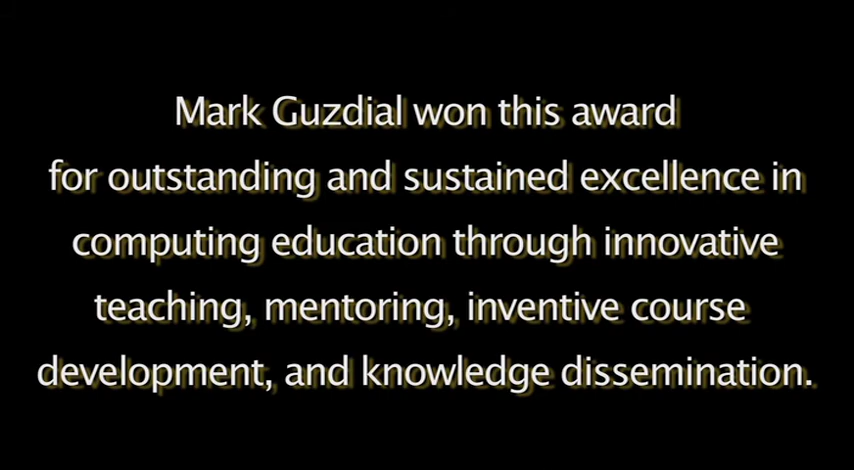 Mark Guzdial won this award
for outstanding and sustained excellence in
computing education through innovative
teaching, mentoring, inventive course
development, and knowledge dissemination.